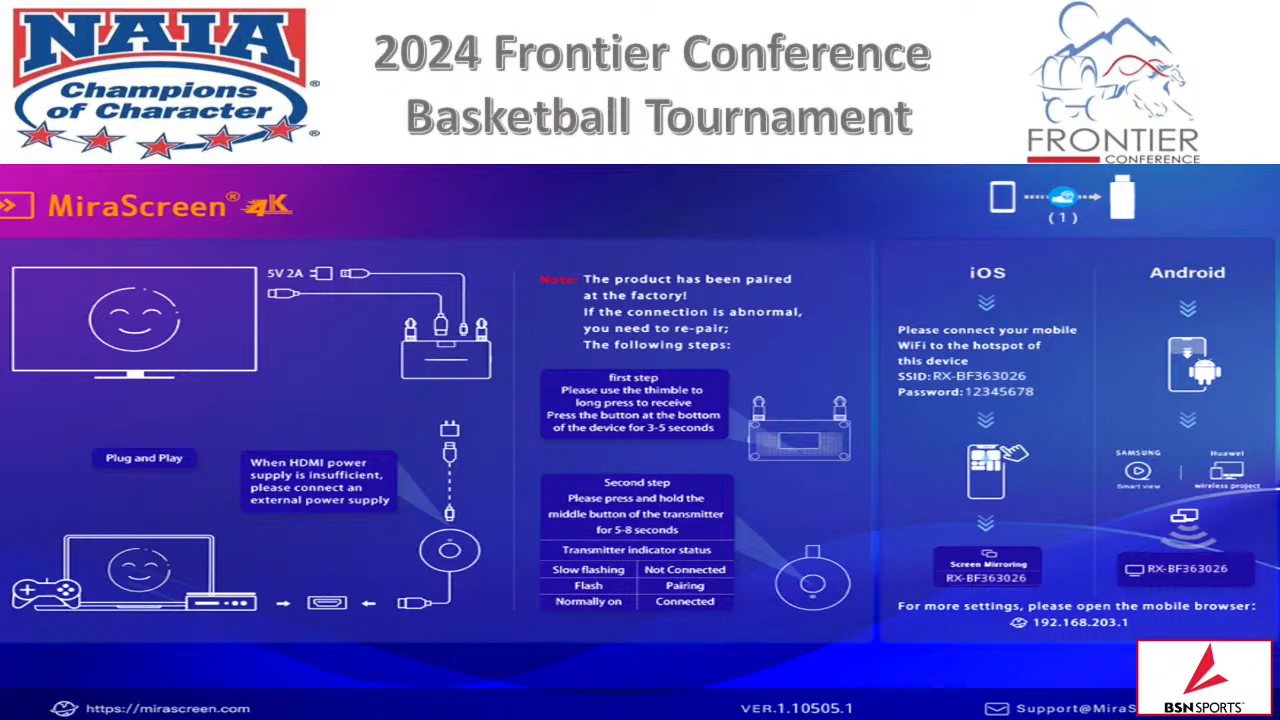 NAIA
Champions
of Character
2024 Frontier Conference
Basketball Tournament
FRONTIER
CONFERENCE
MiraScreen® 4K
(1)
5V 2A
Plug and Play
When HDMI power
supply is insufficient,
please connect an
external power supply
Note: The product has been paired
at the factory!
If the connection is abnormal,
you need to re-pair;
The following steps:
first step
Please use the thimble to
long press to receive
Press the button at the bottom
of the device for 3-5 seconds
Second step
Please press and hold the
middle button of the transmitter
for 5-8 seconds
Transmitter indicator status
Slow flashing Not Connected
Flash Pairing
Normally on Connected
iOS
Please connect your mobile
WiFi to the hotspot of
this device
SSID: RX-BF363026
Password: 12345678
Screen Mirroring
RX-BF363026
Android
SAMSUNG
Smart view
Huawei
wireless project
RX-BF363026
For more settings, please open the mobile browser:
192.168.203.1
https://mirascreen.com
VER.1.10505.1
Support@MiraS
BSN SPORTS